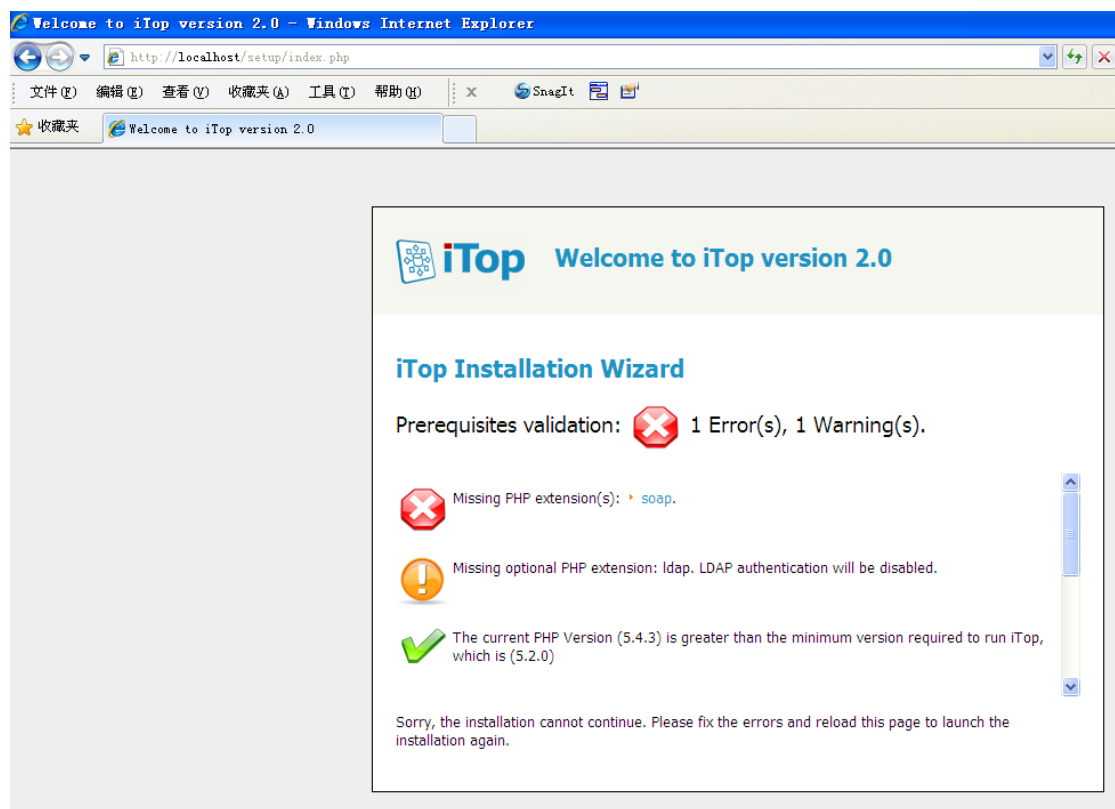 Welcome to iTop version 2.0 - Windows Internet Explorer
http://localhost/setup/index.php
文件(F) 编辑(E) 查看(V) 收藏夹(A) 工具(T) 帮助(H) x SnagIt
收藏夹 Welcome to iTop version 2.0
iTop Welcome to iTop version 2.0
iTop Installation Wizard
Prerequisites validation: 1 Error(s), 1 Warning(s).
Missing PHP extension(s): soap.
Missing optional PHP extension: ldap. LDAP authentication will be disabled.
The current PHP Version (5.4.3) is greater than the minimum version required to run iTop,
which is (5.2.0)
Sorry, the installation cannot continue. Please fix the errors and reload this page to launch the
installation again.